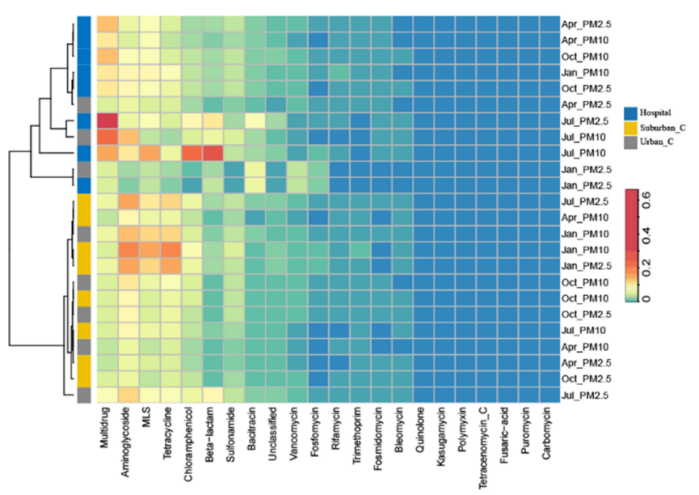 Apr_PM2.5
Apr_PM10
Oct_PM10
Jan_PM10
Oct_PM2.5
Apr_PM2.5
Jul_PM2.5
Jul_PM10
Jul_PM10
Jan_PM2.5
Jan_PM2.5
Jul_PM2.5
Apr_PM10
Jan_PM10
Jan_PM10
Jan_PM2.5
Oct_PM10
Oct_PM10
Oct_PM2.5
Jul_PM10
Apr_PM10
Apr_PM2.5
Oct_PM2.5
Jul_PM2.5
Hospital
Suburban_C
Urban_C
0.6
0.4
0.2
0
Multidrug
Aminoglycoside
MLS
Tetracycline
Chloramphenicol
Beta-lactam
Sulfonamide
Bacitracin
Unclassified
Vancomycin
Fosfomycin
Rifamycin
Trimethoprim
Fosmidomycin
Bleomycin
Quinolone
Kasugamycin
Polymyxin
Tetracenomycin_C
Fusaric-acid
Puromycin
Carbomycin